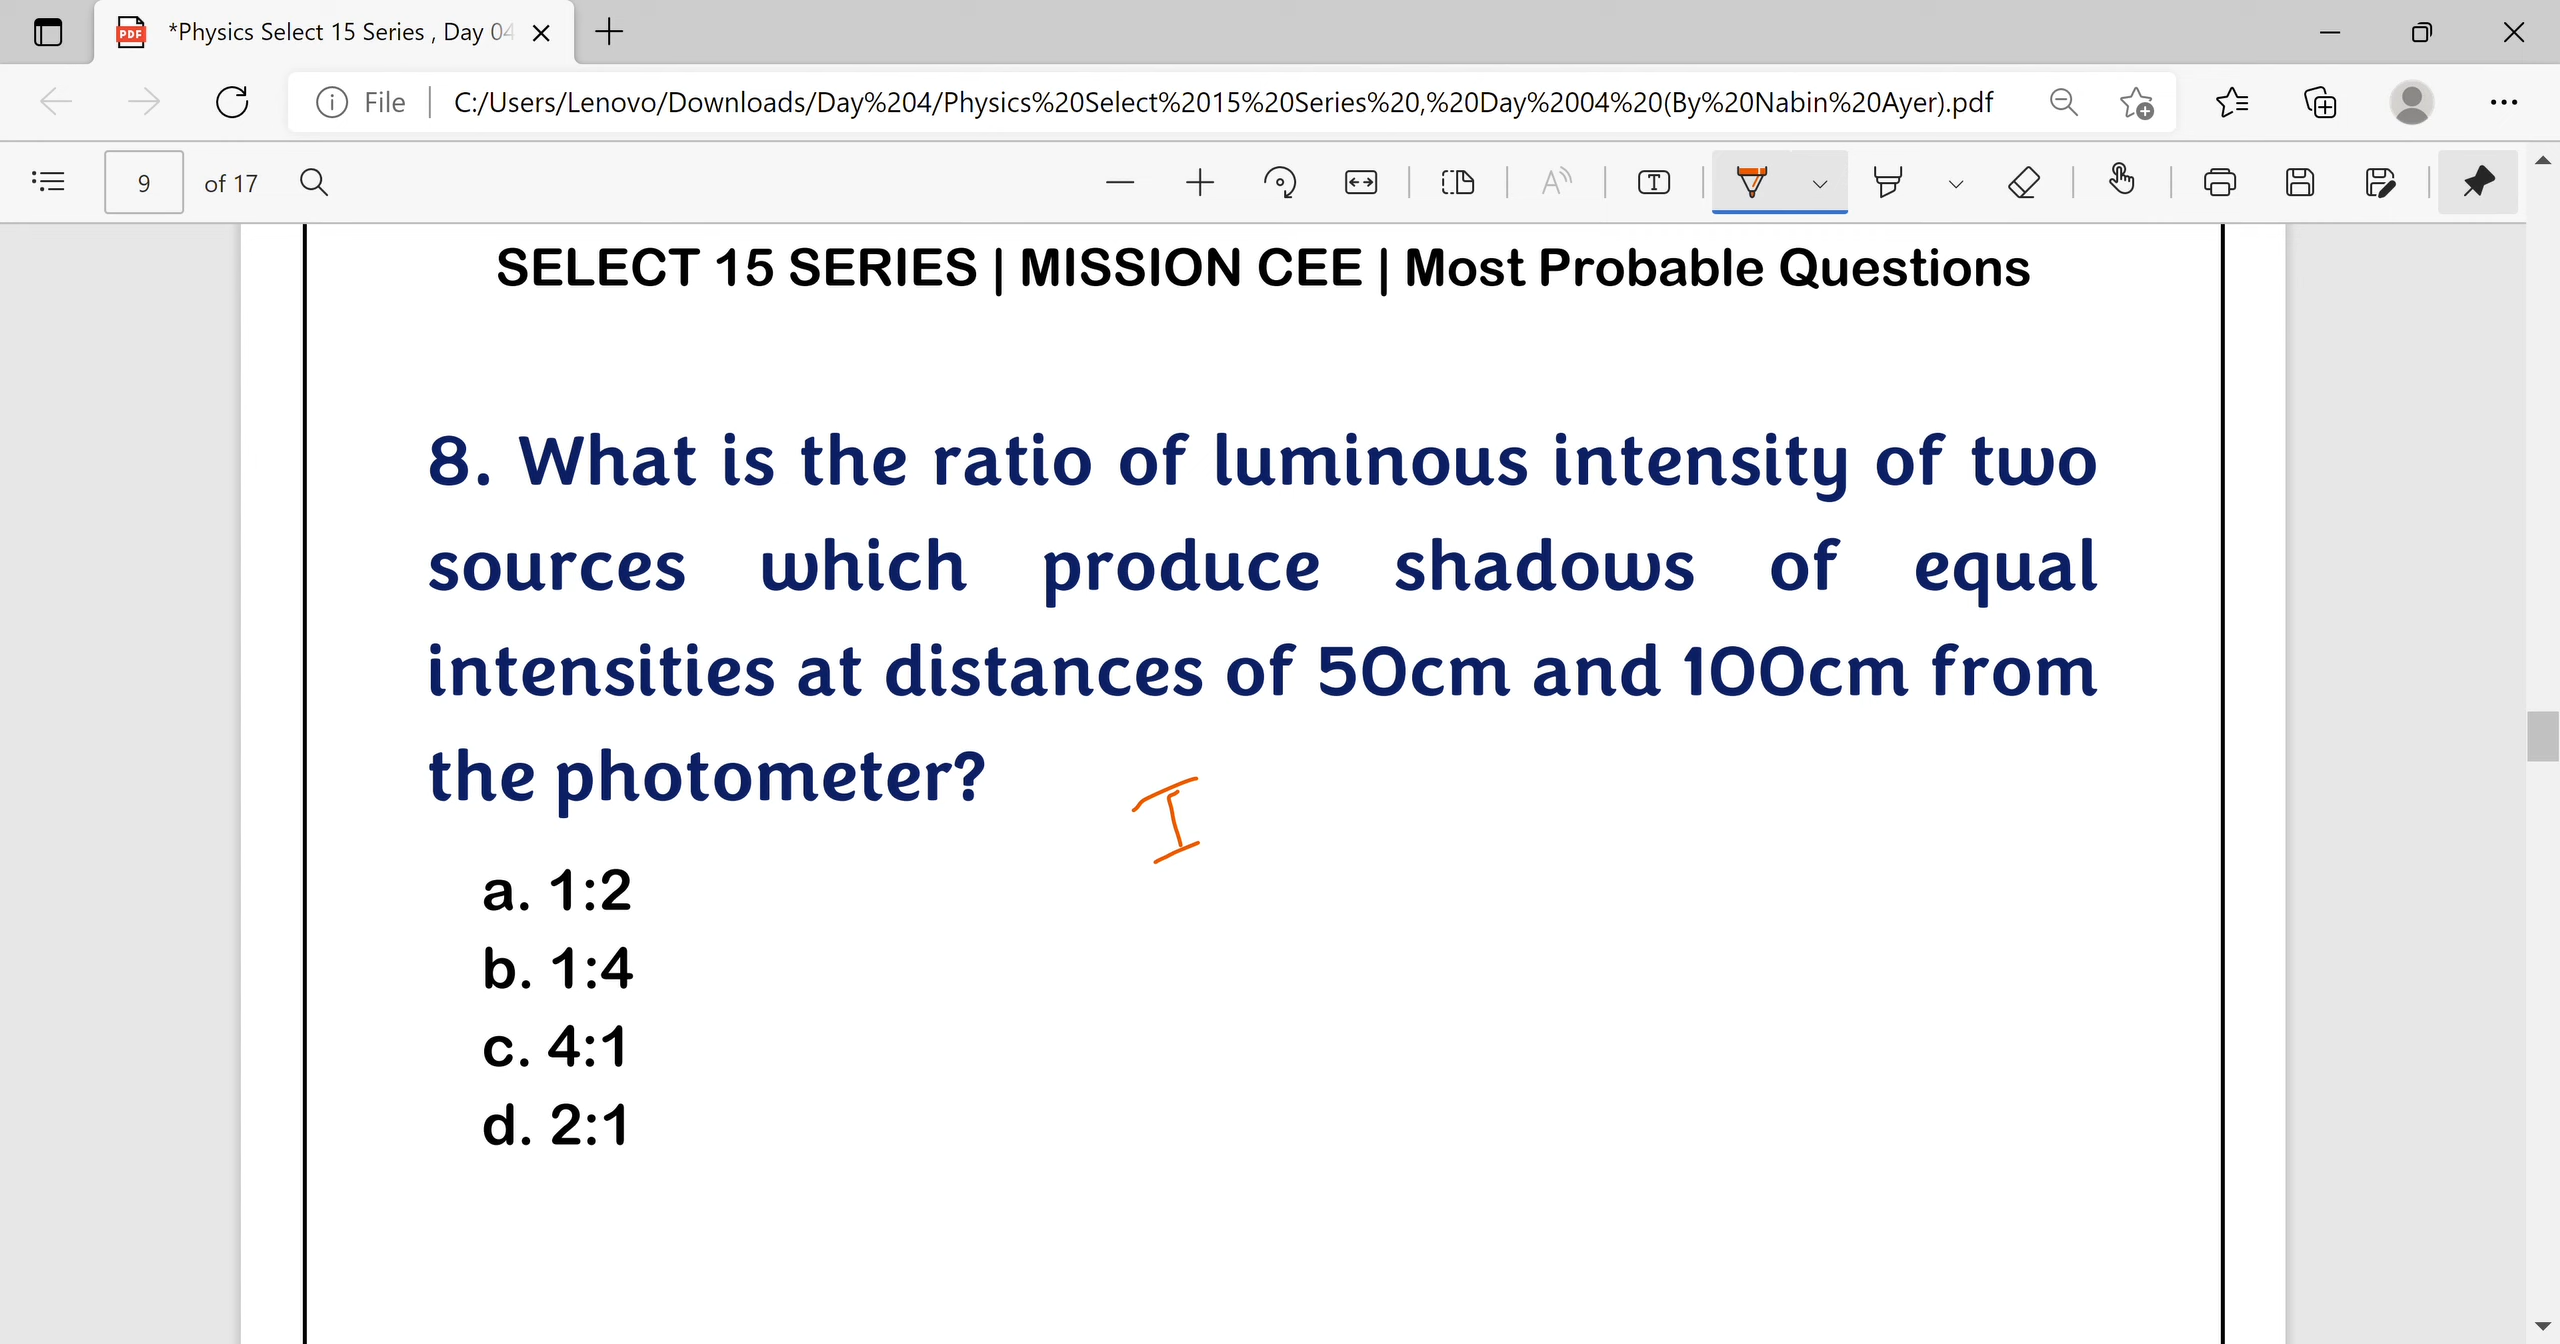 *Physics Select 15 Series , Day 04
File
C:/Users/Lenovo/Downloads/Day%204/Physics%20Select%2015%20Series%20,%20Day%2004%20(By%20Nabin%20Ayer).pdf
9 of 17
SELECT 15 SERIES | MISSION CEE | Most Probable Questions
8. What is the ratio of luminous intensity of two
sources which produce shadows of equal
intensities at distances of 50cm and 100cm from
the photometer?
I
a. 1:2
b. 1:4
c. 4:1
d. 2:1